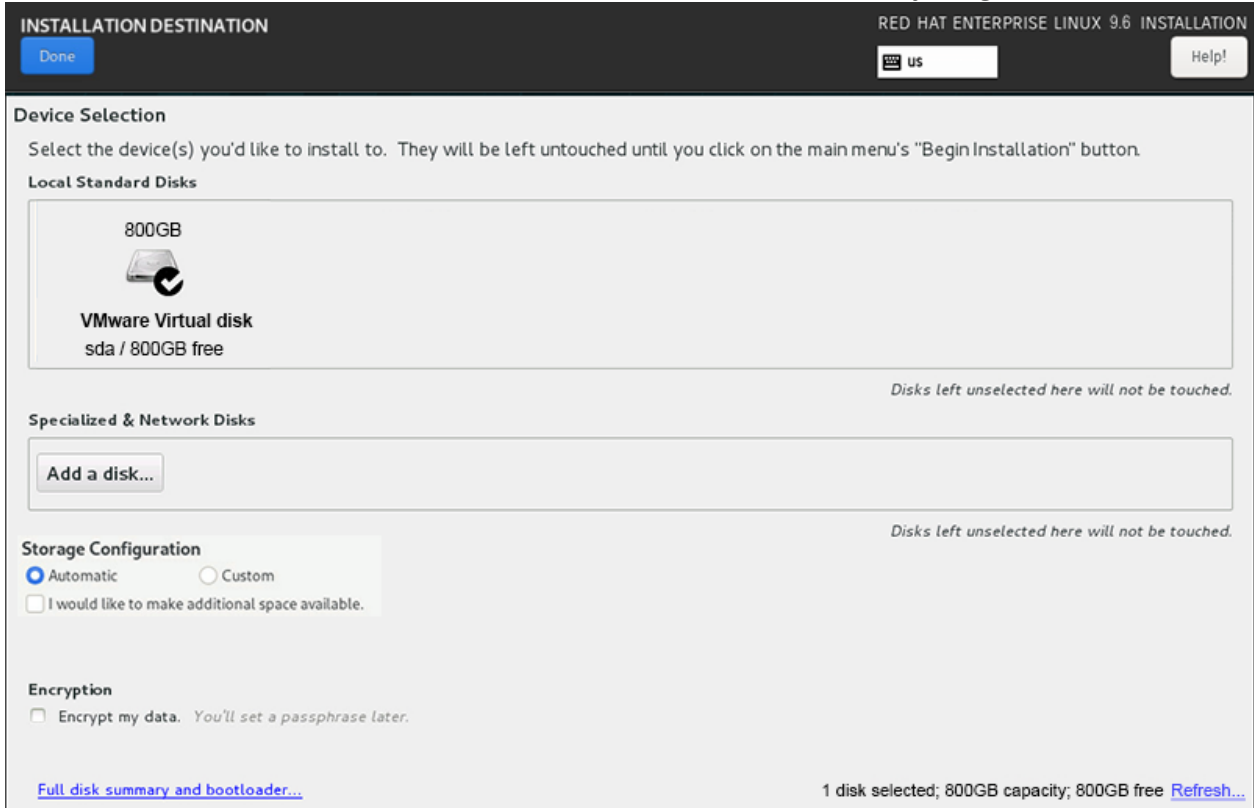 INSTALLATION DESTINATION
RED HAT ENTERPRISE LINUX 9.6 INSTALLATION
Done
us
Help!
Device Selection
Select the device(s) you'd like to install to. They will be left untouched until you click on the main menu's "Begin Installation" button.
Local Standard Disks
800GB
VMware Virtual disk
sda / 800GB free
Disks left unselected here will not be touched.
Specialized & Network Disks
Add a disk...
Disks left unselected here will not be touched.
Storage Configuration
Automatic Custom
I would like to make additional space available.
Encryption
Encrypt my data. You'll set a passphrase later.
Full disk summary and bootloader...
1 disk selected; 800GB capacity; 800GB free Refresh...